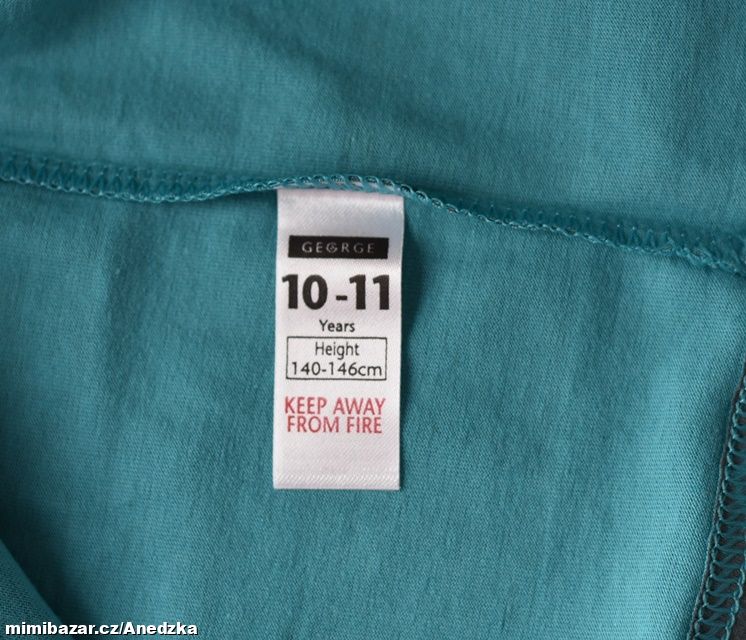 GEORGE
10-11
Years
Height
140-146cm
KEEP AWAY
FROM FIRE
mimibazar.cz/Anedzka